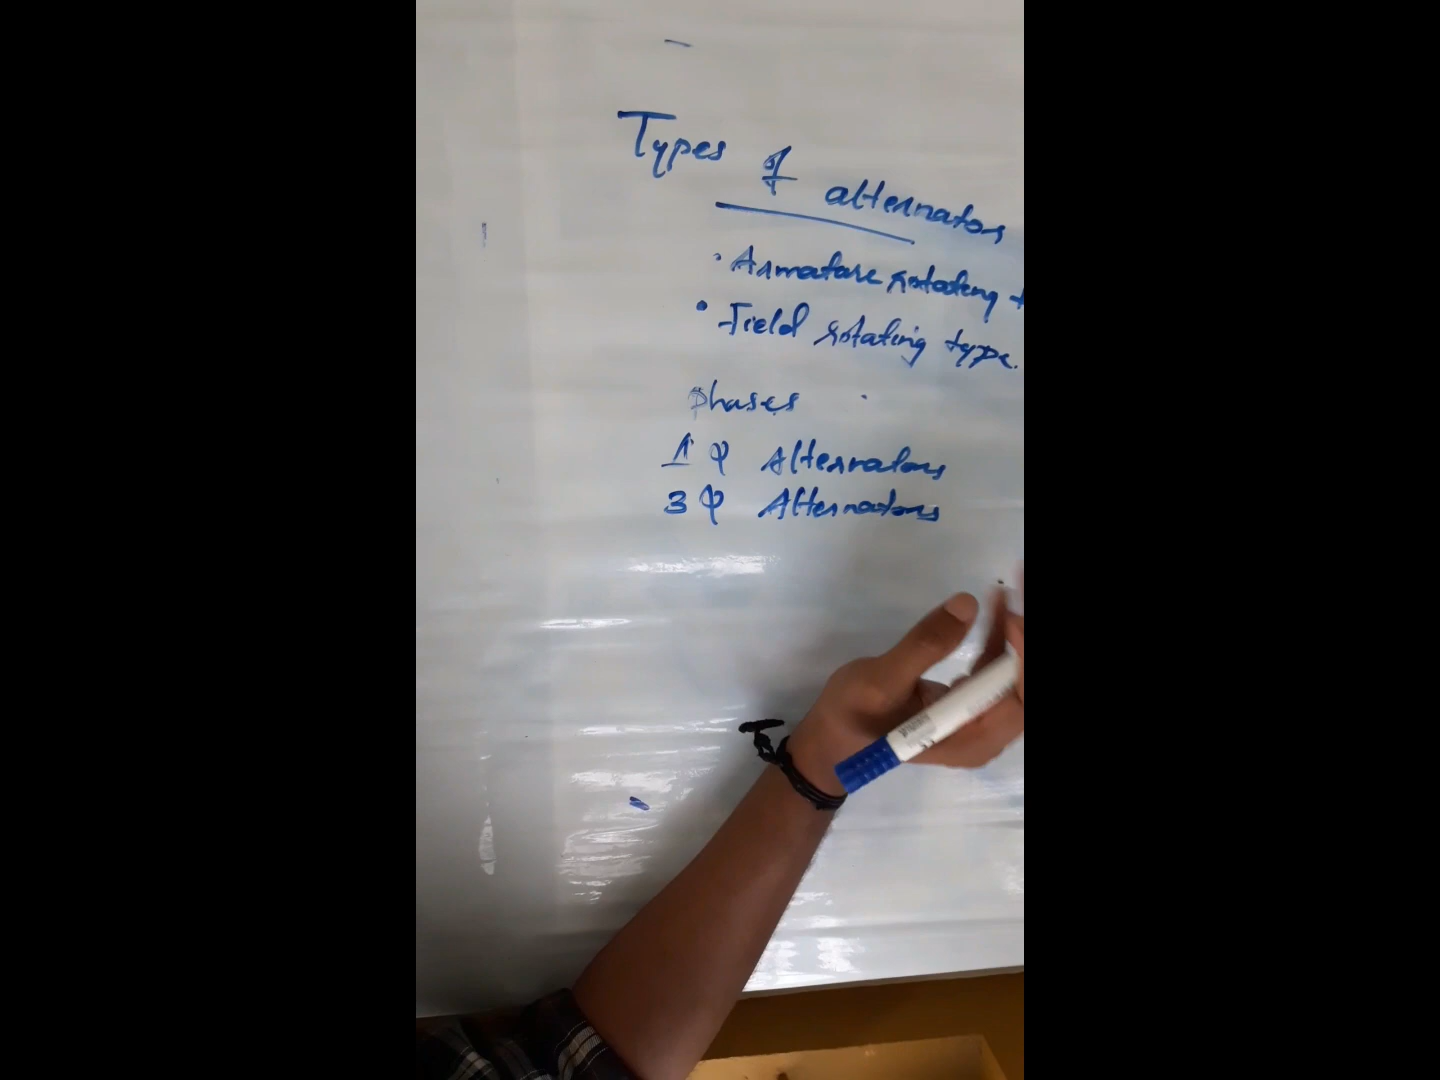 Types of alternators
• Armature rotating t
• Field rotating type.
phases
1 φ Alternators
3 φ Alternators